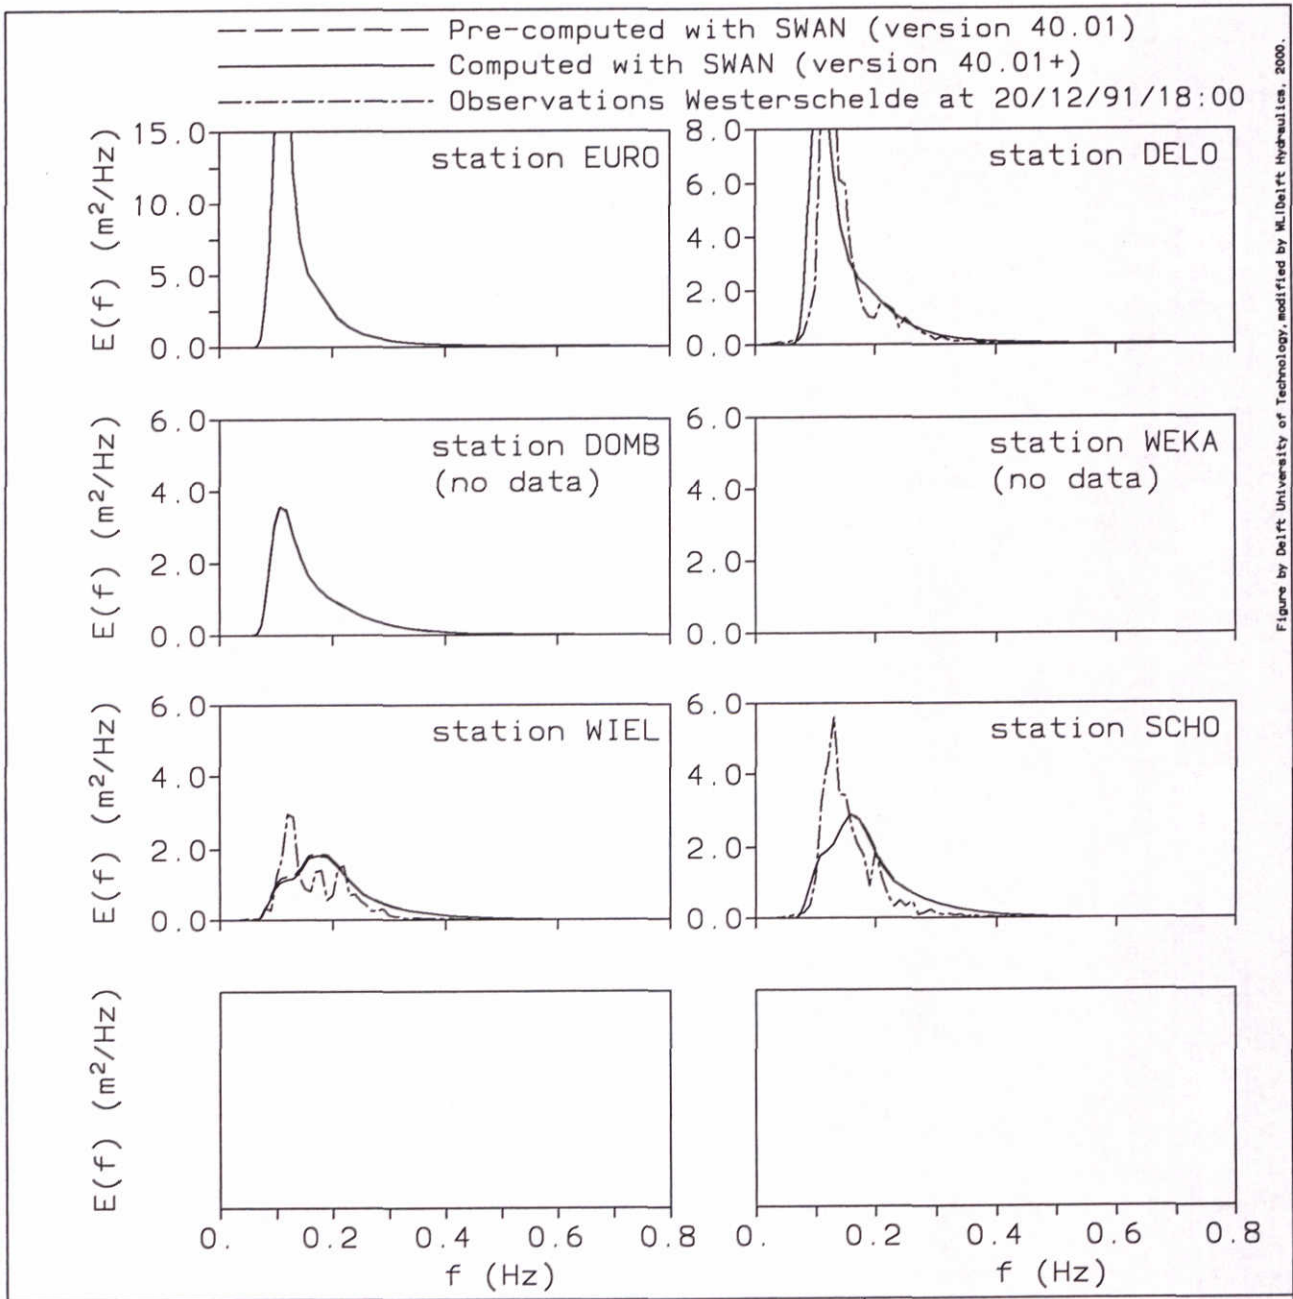 Pre-computed with SWAN (version 40.01)
Computed with SWAN (version 40.01+)
Observations Westerschelde at 20/12/91/18:00
E(f) (m²/Hz)
15.0
10.0
5.0
0.0
station EURO
8.0
6.0
4.0
2.0
0.0
station DELO
E(f) (m²/Hz)
6.0
4.0
2.0
0.0
station DOMB
(no data)
6.0
4.0
2.0
0.0
station WEKA
(no data)
E(f) (m²/Hz)
6.0
4.0
2.0
0.0
station WIEL
6.0
4.0
2.0
0.0
station SCHO
E(f) (m²/Hz)
0. 0.2 0.4 0.6 0.8
f (Hz)
0. 0.2 0.4 0.6 0.8
f (Hz)
Figure by Delft University of Technology, modified by WL|Delft Hydraulics, 2000.